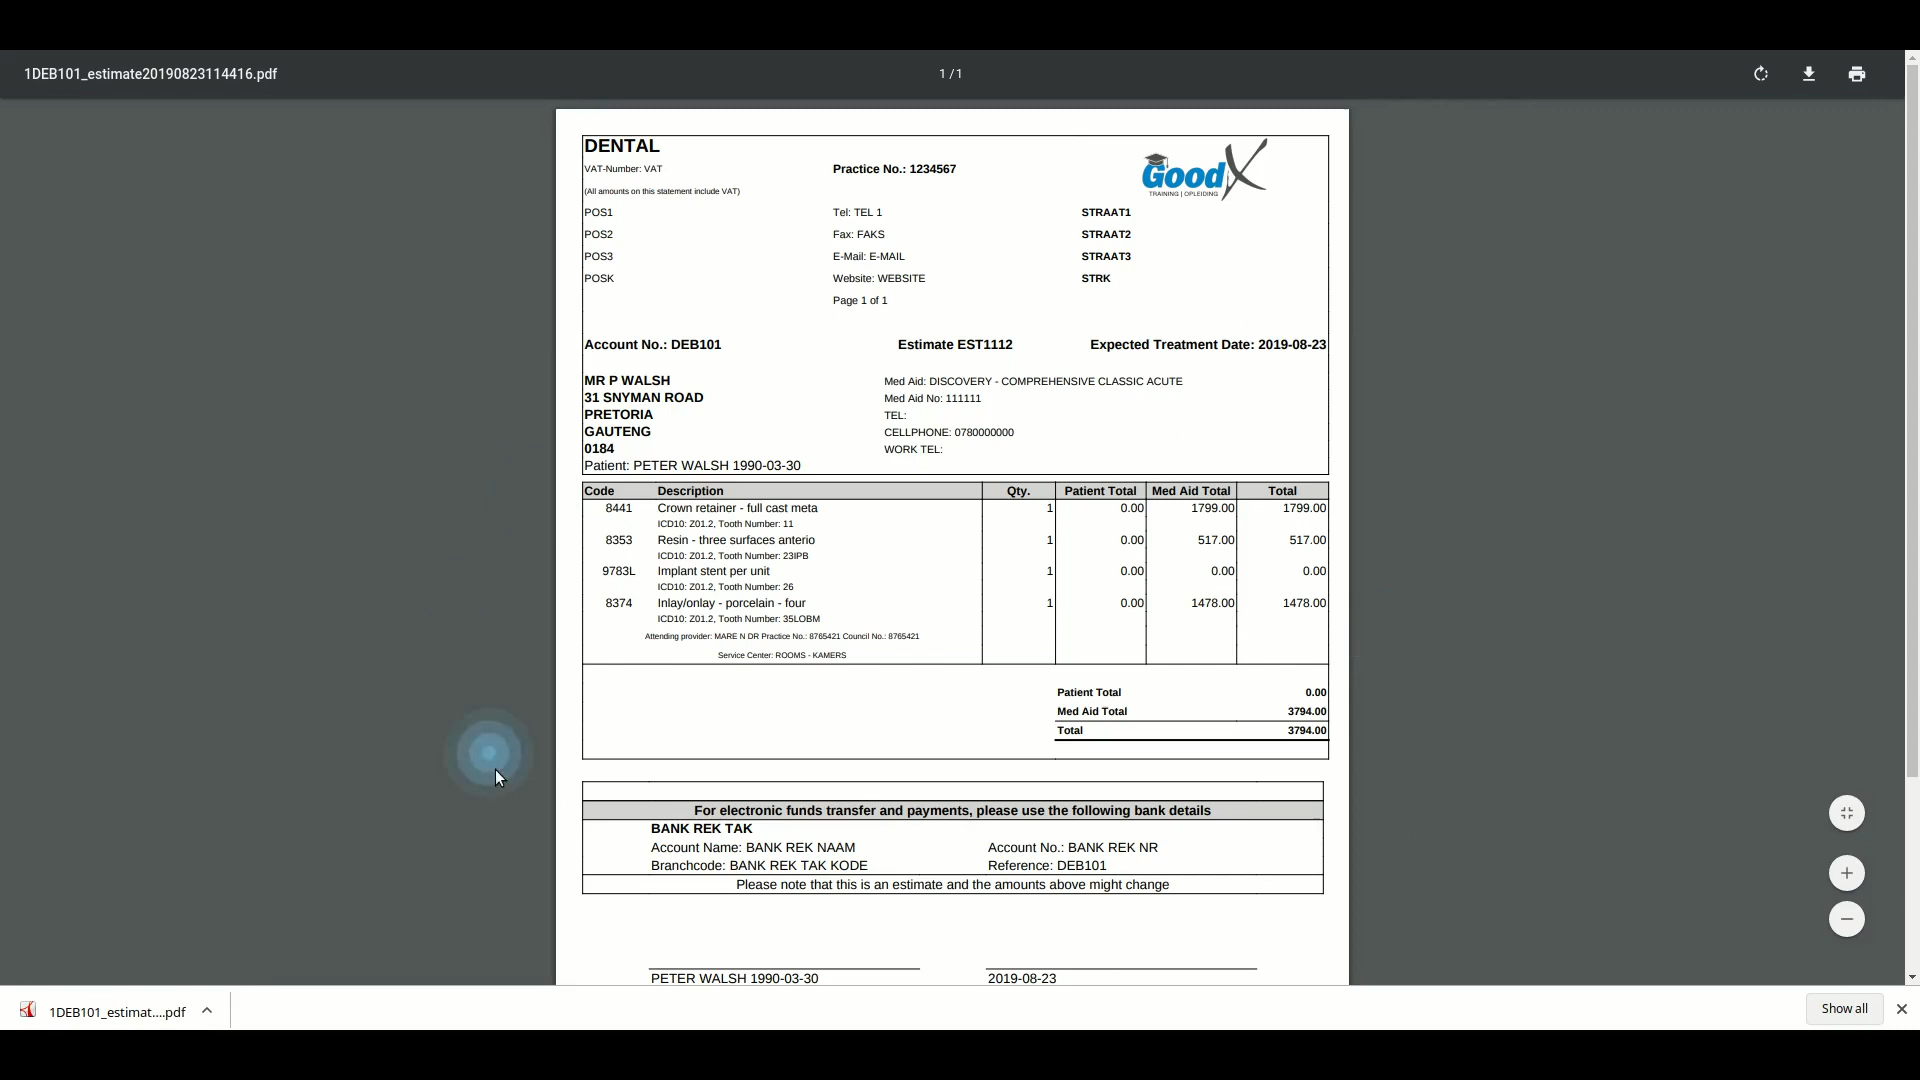 1DEB101_estimate20190823114416.pdf 1 / 1
DENTAL
VAT-Number: VAT Practice No.: 1234567
GoodX
TRAINING | OPLEIDING
(All amounts on this statement include VAT)
POS1 Tel: TEL 1 STRAAT1
POS2 Fax: FAKS STRAAT2
POS3 E-Mail: E-MAIL STRAAT3
POSK Website: WEBSITE STRK
Page 1 of 1
Account No.: DEB101 Estimate EST1112 Expected Treatment Date: 2019-08-23
MR P WALSH Med Aid: DISCOVERY - COMPREHENSIVE CLASSIC ACUTE
31 SNYMAN ROAD Med Aid No: 111111
PRETORIA TEL:
GAUTENG CELLPHONE: 0780000000
0184 WORK TEL:
Patient: PETER WALSH 1990-03-30
Code Description Qty. Patient Total Med Aid Total Total
8441 Crown retainer - full cast meta 1 0.00 1799.00 1799.00
ICD10: Z01.2, Tooth Number: 11
8353 Resin - three surfaces anterio 1 0.00 517.00 517.00
ICD10: Z01.2, Tooth Number: 23IPB
9783L Implant stent per unit 1 0.00 0.00 0.00
ICD10: Z01.2, Tooth Number: 26
8374 Inlay/onlay - porcelain - four 1 0.00 1478.00 1478.00
ICD10: Z01.2, Tooth Number: 35LOBM
Attending provider: MARE N DR Practice No.: 8765421 Council No.: 8765421
Service Center: ROOMS - KAMERS
Patient Total 0.00
Med Aid Total 3794.00
Total 3794.00
For electronic funds transfer and payments, please use the following bank details
BANK REK TAK
Account Name: BANK REK NAAM Account No.: BANK REK NR
Branchcode: BANK REK TAK KODE Reference: DEB101
Please note that this is an estimate and the amounts above might change
PETER WALSH 1990-03-30 2019-08-23
1DEB101_estimat....pdf Show all